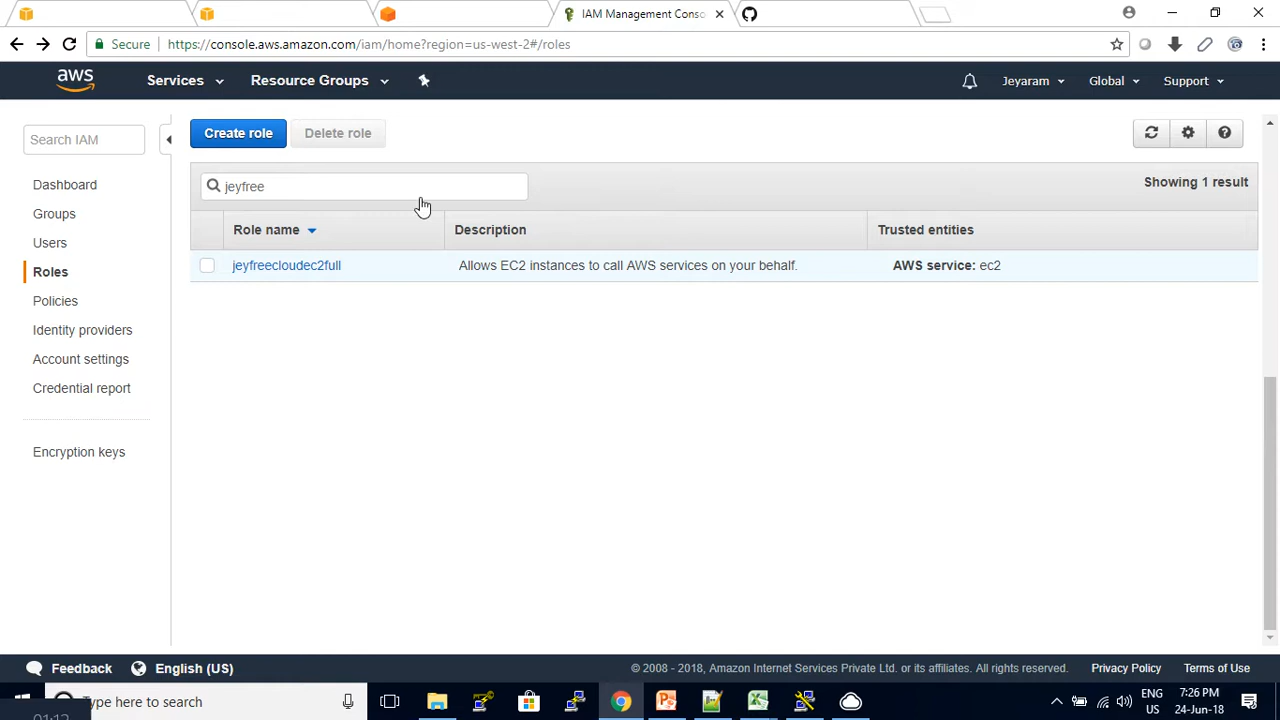 IAM Management Conso
Secure
https://console.aws.amazon.com/iam/home?region=us-west-2#/roles
aws
Services
Resource Groups
Jeyaram
Global
Support
Search IAM
Dashboard
Groups
Users
Roles
Policies
Identity providers
Account settings
Credential report
Encryption keys
Create role
Delete role
jeyfree
Showing 1 result
Role name
Description
Trusted entities
jeyfreecloudec2full
Allows EC2 instances to call AWS services on your behalf.
AWS service: ec2
Feedback
English (US)
© 2008 - 2018, Amazon Internet Services Private Ltd. or its affiliates. All rights reserved.
Privacy Policy
Terms of Use
Type here to search
ENG
US
7:26 PM
24-Jun-18